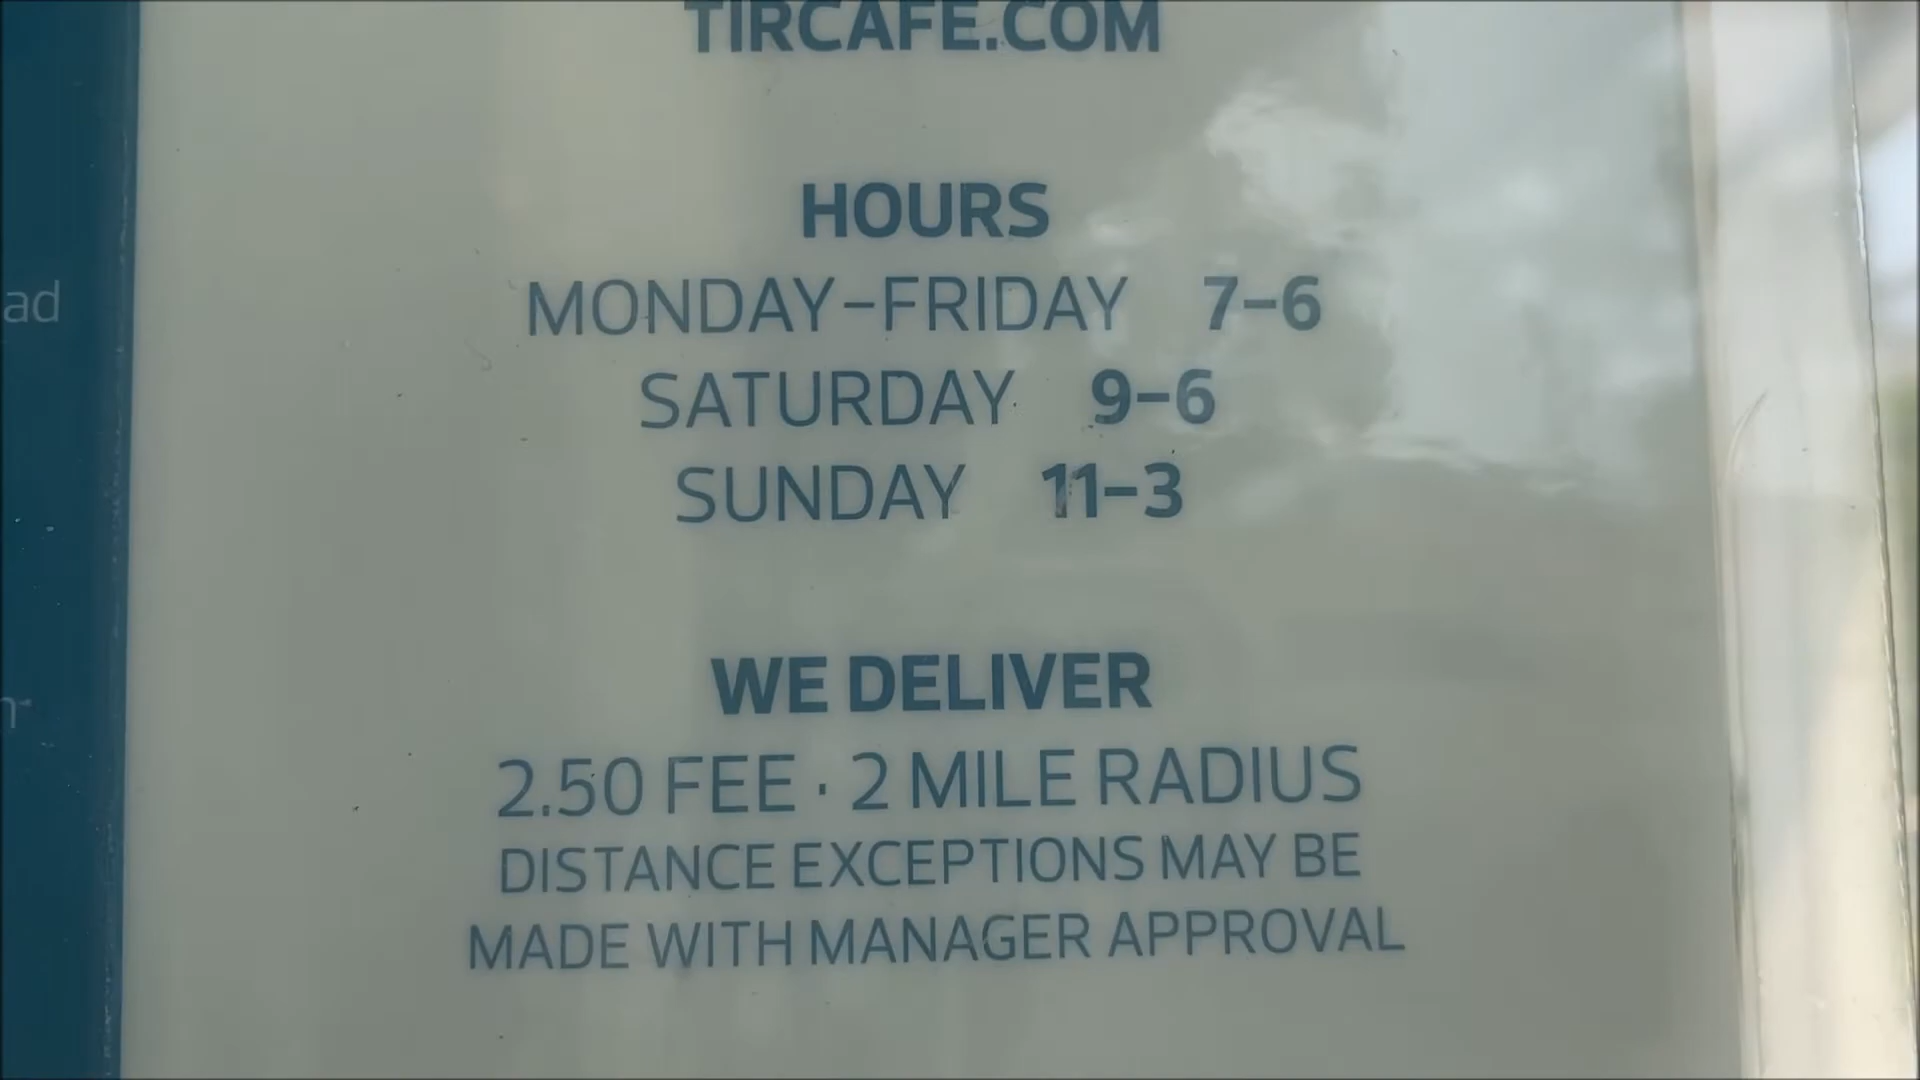 TIRCAFE.COM
HOURS
MONDAY–FRIDAY 7–6
SATURDAY 9–6
SUNDAY 11–3
WE DELIVER
2.50 FEE · 2 MILE RADIUS
DISTANCE EXCEPTIONS MAY BE
MADE WITH MANAGER APPROVAL
ad